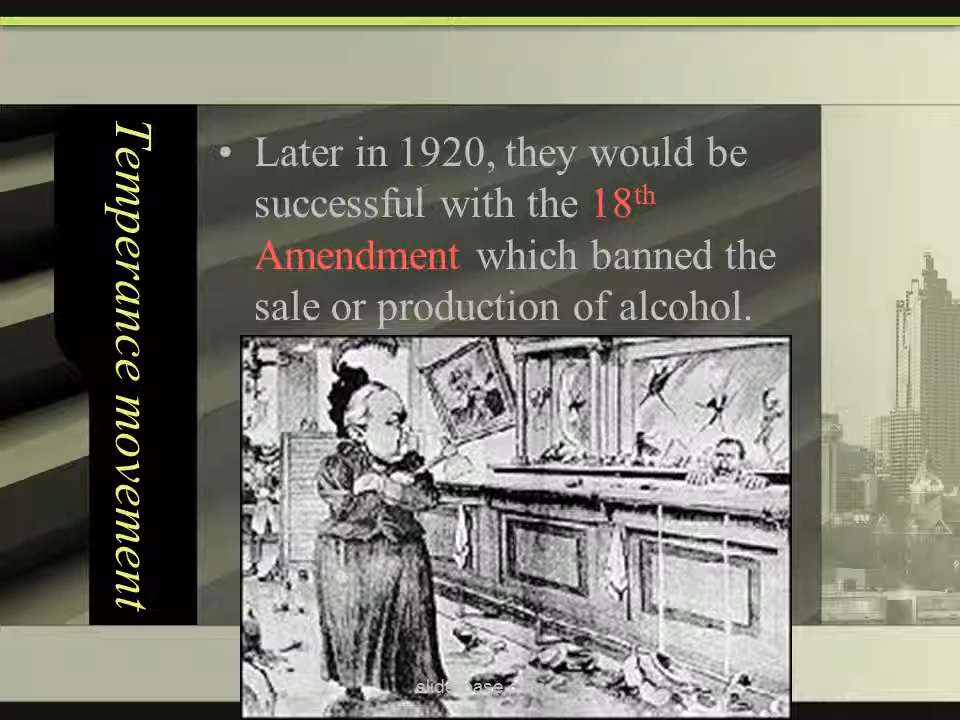 Temperance movement
• Later in 1920, they would be
successful with the 18th
Amendment which banned the
sale or production of alcohol.